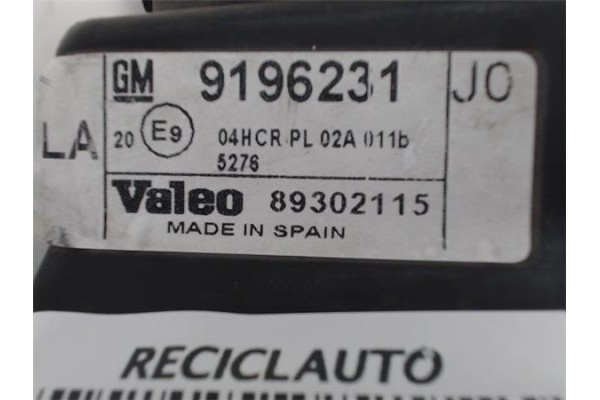 GM 9196231 JO
LA 20 E9 04HCR PL 02A 011b
5276
Valeo 89302115
MADE IN SPAIN
RECICLAUTO